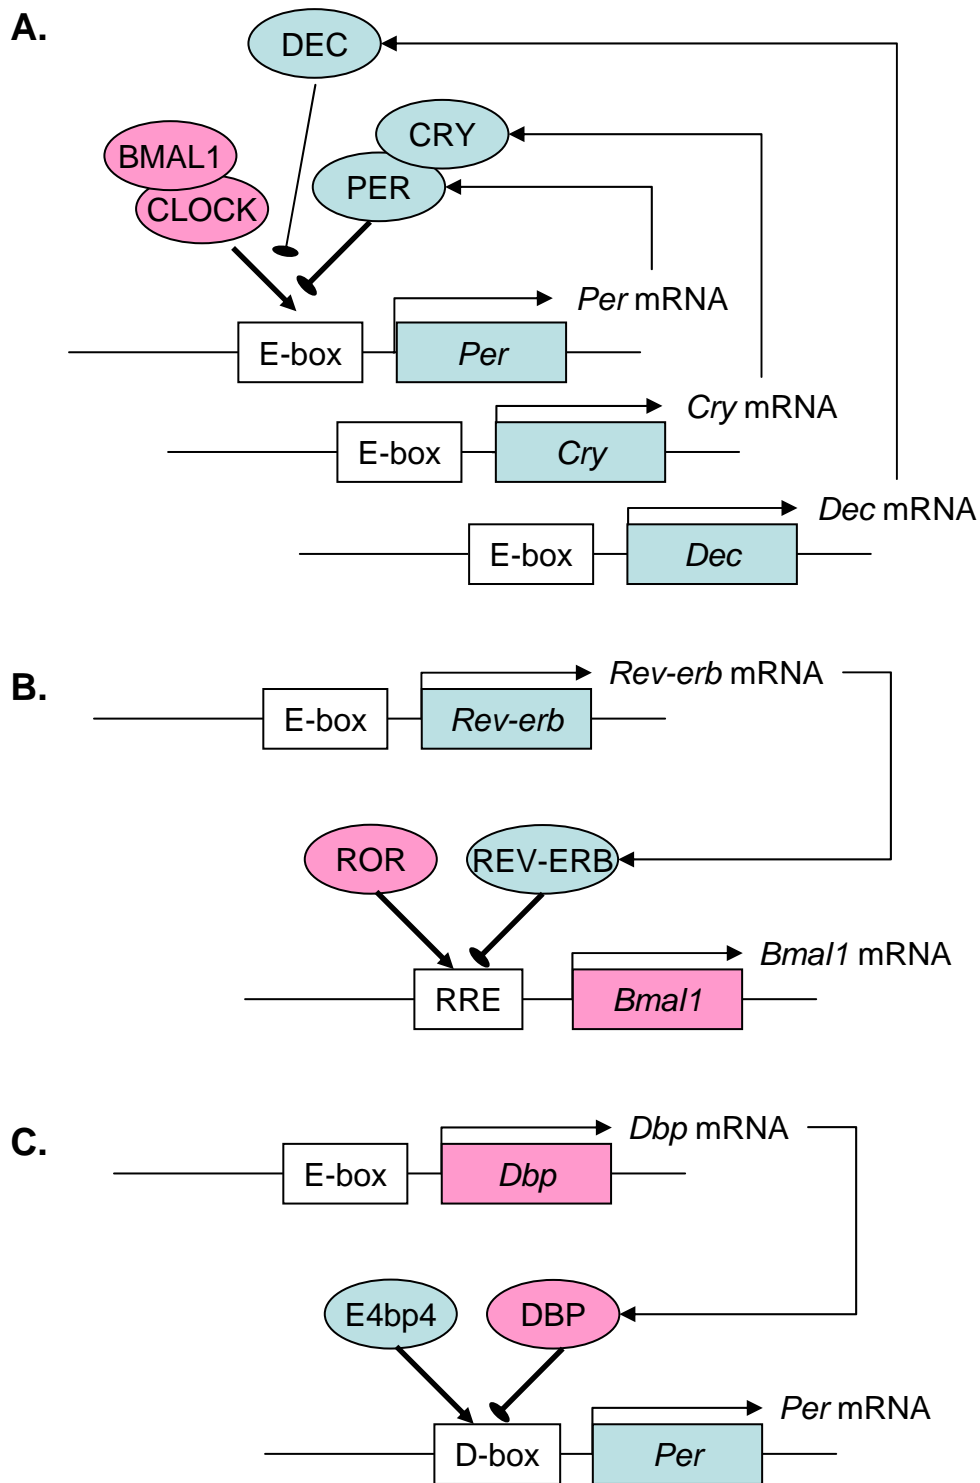 A.
DEC
BMAL1
CLOCK
CRY
PER
Per mRNA
E-box
Per
Cry mRNA
E-box
Cry
Dec mRNA
E-box
Dec
B.
Rev-erb mRNA
E-box
Rev-erb
ROR
REV-ERB
Bmal1 mRNA
RRE
Bmal1
C.
Dbp mRNA
E-box
Dbp
E4bp4
DBP
Per mRNA
D-box
Per